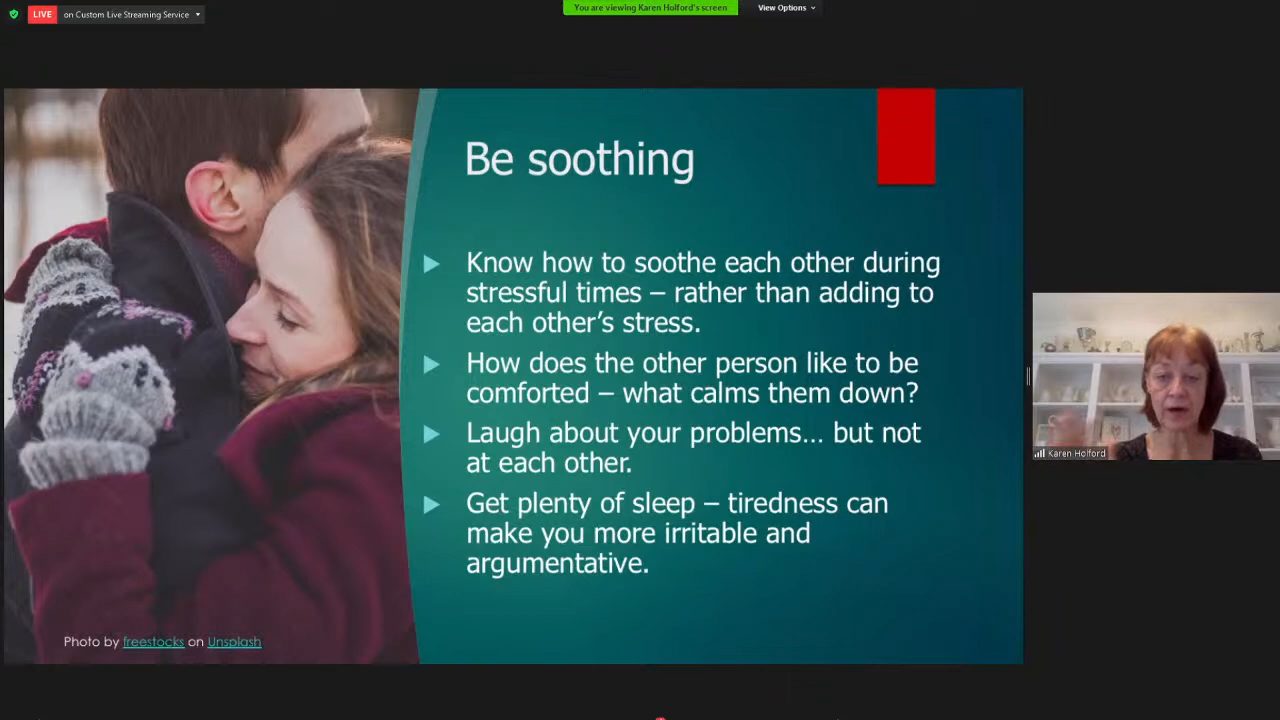 LIVE on Custom Live Streaming Service
You are viewing Karen Holford's screen
View Options
Be soothing
Know how to soothe each other during
stressful times – rather than adding to
each other's stress.
How does the other person like to be
comforted – what calms them down?
Laugh about your problems… but not
at each other.
Get plenty of sleep – tiredness can
make you more irritable and
argumentative.
Photo by freestocks on Unsplash
Karen Holford